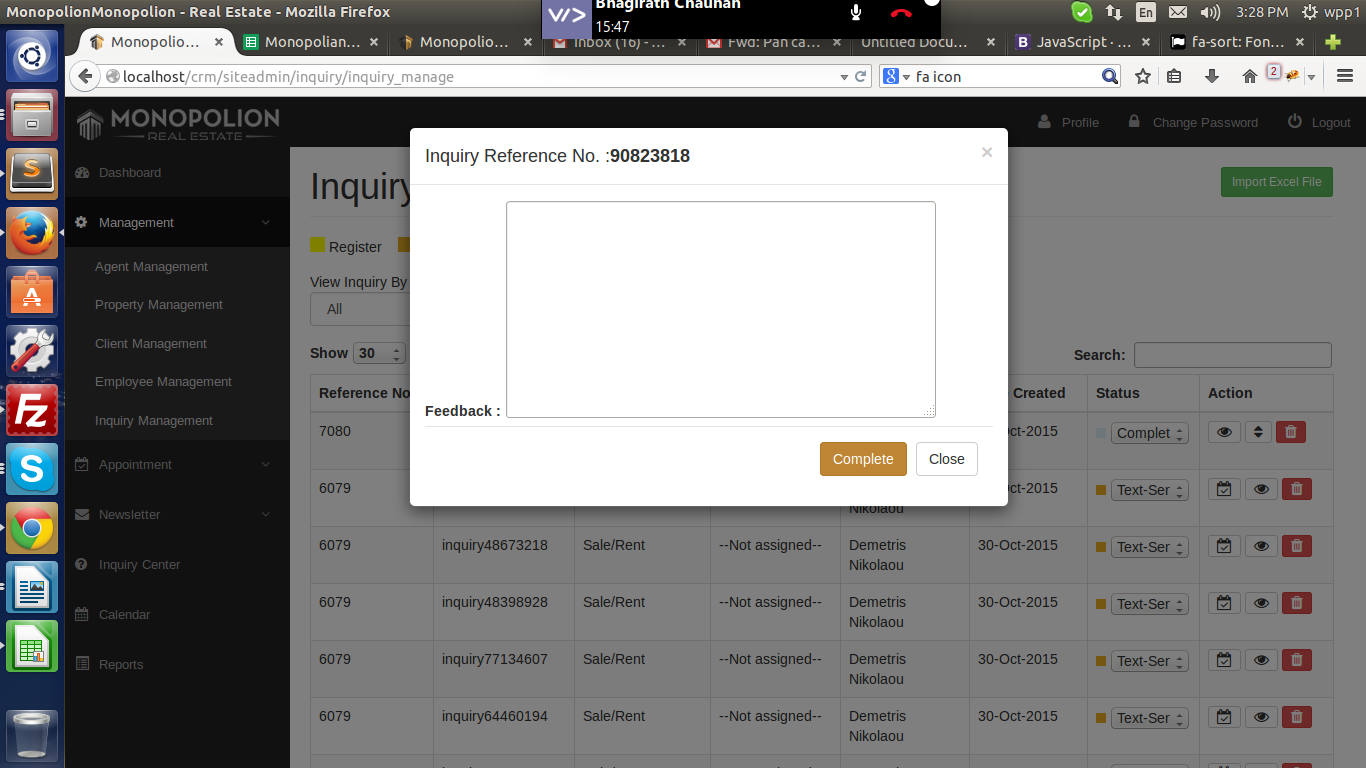 MonopolionMonopolion - Real Estate - Mozilla Firefox
Bhagirath Chauhan
15:47
En
3:28 PM
wpp1
Monopolio... ×
Monopolian... ×
Monopolio... ×
Inbox (16) - ... ×
Fwd: Pan ca... ×
Untitled Docu... ×
JavaScript - ... ×
fa-sort: Fon... ×
localhost/crm/siteadmin/inquiry/inquiry_manage
fa icon
2
MONOPOLION
REAL ESTATE
Profile
Change Password
Logout
Dashboard
Management
Agent Management
Property Management
Client Management
Employee Management
Inquiry Management
Appointment
Newsletter
Inquiry Center
Calendar
Reports
Inquiry
Import Excel File
Register
View Inquiry By
All
Show 30
Search:
Inquiry Reference No. :90823818
×
Feedback :
Complete
Close
Reference No
Created
Status
Action
7080
ct-2015
Complet
6079
Nikolaou
ct-2015
Text-Ser
6079 inquiry48673218 Sale/Rent --Not assigned-- Demetris Nikolaou 30-Oct-2015 Text-Ser
6079 inquiry48398928 Sale/Rent --Not assigned-- Demetris Nikolaou 30-Oct-2015 Text-Ser
6079 inquiry77134607 Sale/Rent --Not assigned-- Demetris Nikolaou 30-Oct-2015 Text-Ser
6079 inquiry64460194 Sale/Rent --Not assigned-- Demetris Nikolaou 30-Oct-2015 Text-Ser